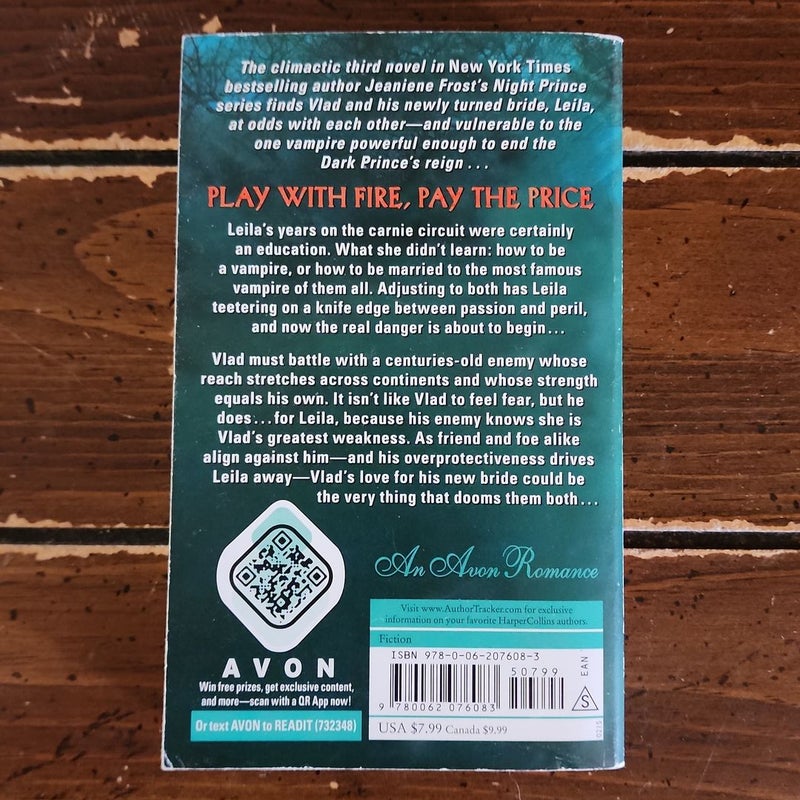 The climactic third novel in New York Times
bestselling author Jeaniene Frost's Night Prince
series finds Vlad and his newly turned bride, Leila,
at odds with each other—and vulnerable to the
one vampire powerful enough to end the
Dark Prince's reign . . .
PLAY WITH FIRE, PAY THE PRICE
Leila's years on the carnie circuit were certainly
an education. What she didn't learn: how to be
a vampire, or how to be married to the most famous
vampire of them all. Adjusting to both has Leila
teetering on a knife edge between passion and peril,
and now the real danger is about to begin . . .
Vlad must battle with a centuries-old enemy whose
reach stretches across continents and whose strength
equals his own. It isn't like Vlad to feel fear, but he
does . . . for Leila, because his enemy knows she is
Vlad's greatest weakness. As friend and foe alike
align against him—and his overprotectiveness drives
Leila away—Vlad's love for his new bride could be
the very thing that dooms them both . . .
An Avon Romance
AVON
Win free prizes, get exclusive content,
and more—scan with a QR App now!
Or text AVON to READIT (732348)
Visit www.AuthorTracker.com for exclusive
information on your favorite HarperCollins authors.
Fiction
ISBN 978-0-06-207608-3
50799
9 780062 076083
EAN
S
USA $7.99 Canada $9.99
0215